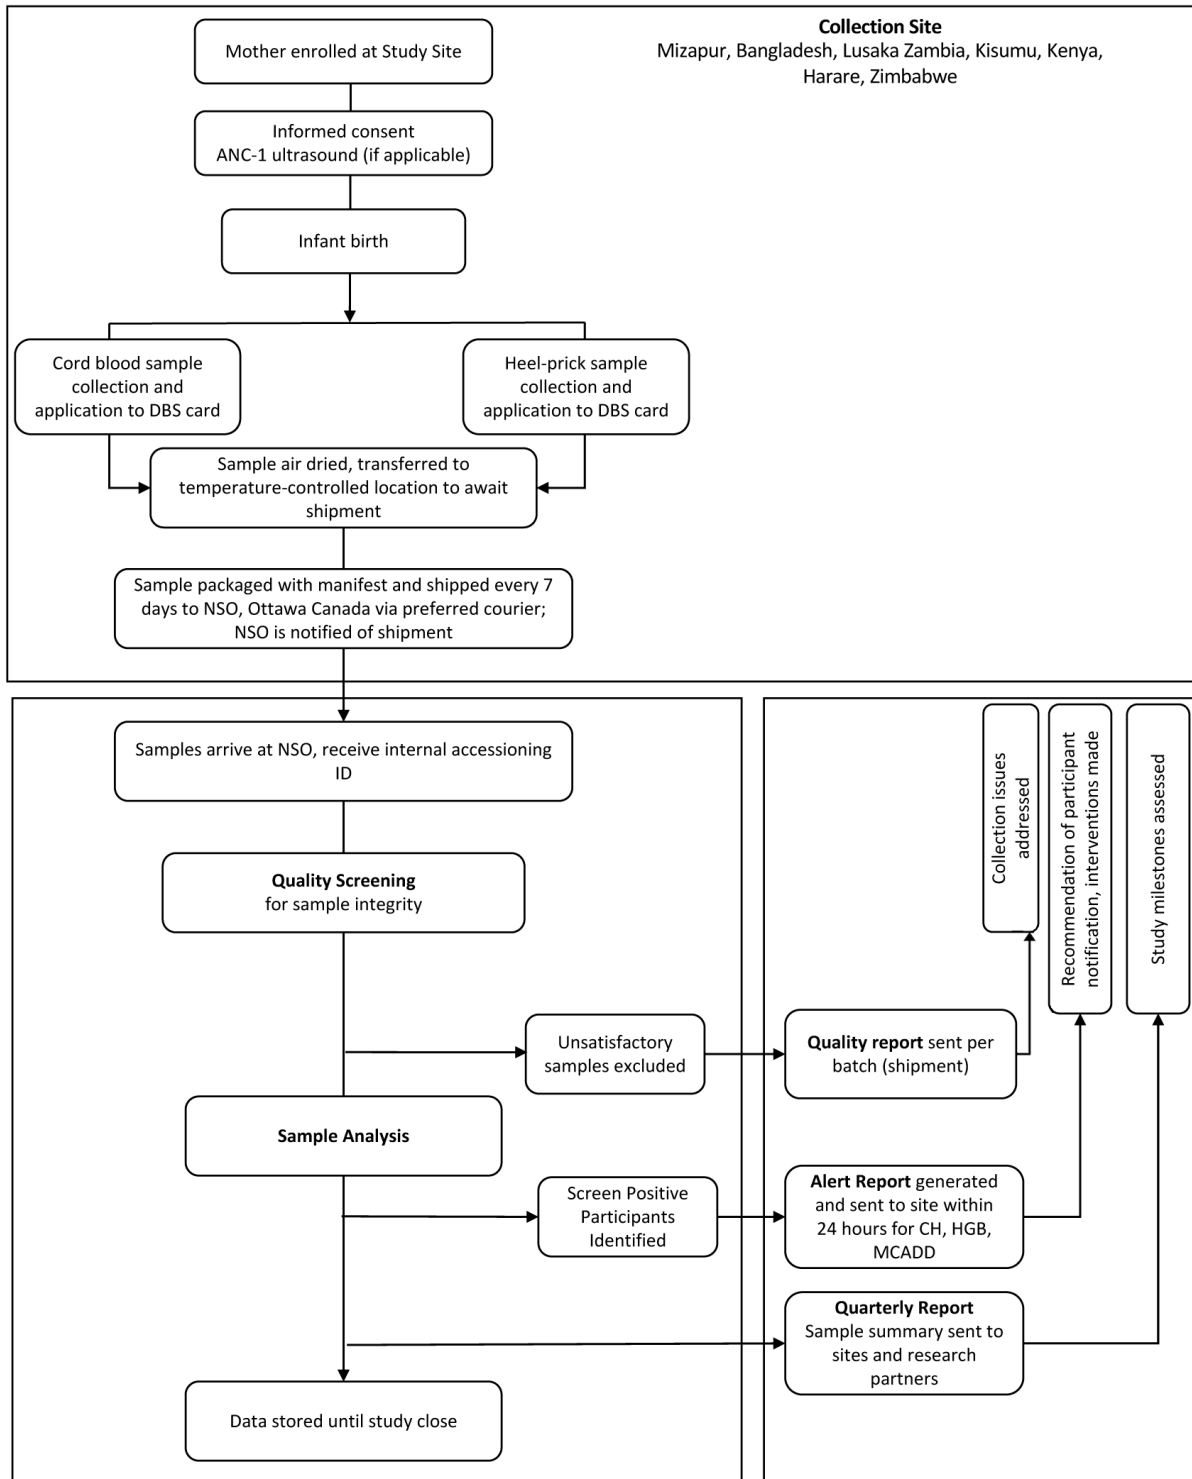 Collection Site
Mizapur, Bangladesh, Lusaka Zambia, Kisumu, Kenya,
Harare, Zimbabwe
Mother enrolled at Study Site
Informed consent
ANC-1 ultrasound (if applicable)
Infant birth
Cord blood sample
collection and
application to DBS card
Heel-prick sample
collection and
application to DBS card
Sample air dried, transferred to
temperature-controlled location to await
shipment
Sample packaged with manifest and shipped every 7
days to NSO, Ottawa Canada via preferred courier;
NSO is notified of shipment
Samples arrive at NSO, receive internal accessioning
ID
Quality Screening
for sample integrity
Unsatisfactory
samples excluded
Sample Analysis
Screen Positive
Participants
Identified
Data stored until study close
Collection issues
addressed
Recommendation of participant
notification, interventions made
Study milestones assessed
Quality report sent per
batch (shipment)
Alert Report generated
and sent to site within
24 hours for CH, HGB,
MCADD
Quarterly Report
Sample summary sent to
sites and research
partners